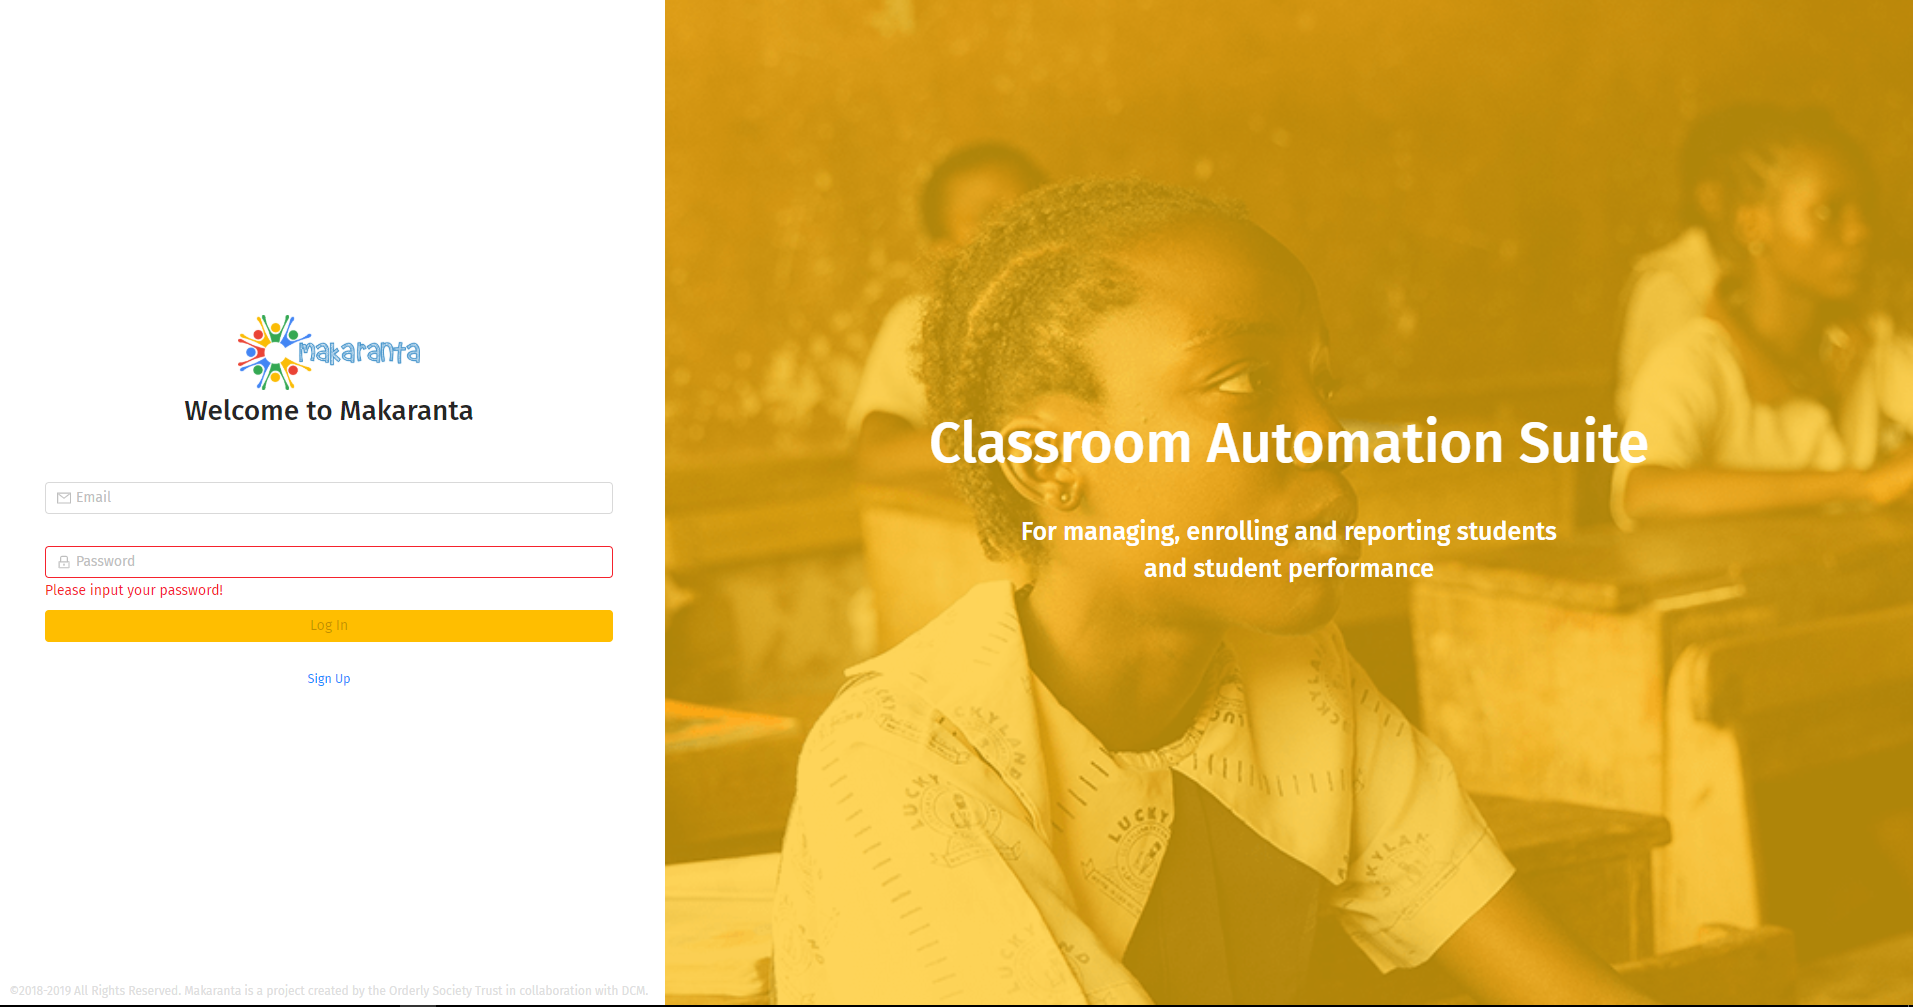 makaranta
Welcome to Makaranta
Email
Password
Please input your password!
Log In
Sign Up
©2018-2019 All Rights Reserved. Makaranta is a project created by the Orderly Society Trust in collaboration with DCM.
Classroom Automation Suite
For managing, enrolling and reporting students
and student performance
LUCKY
LUCKY